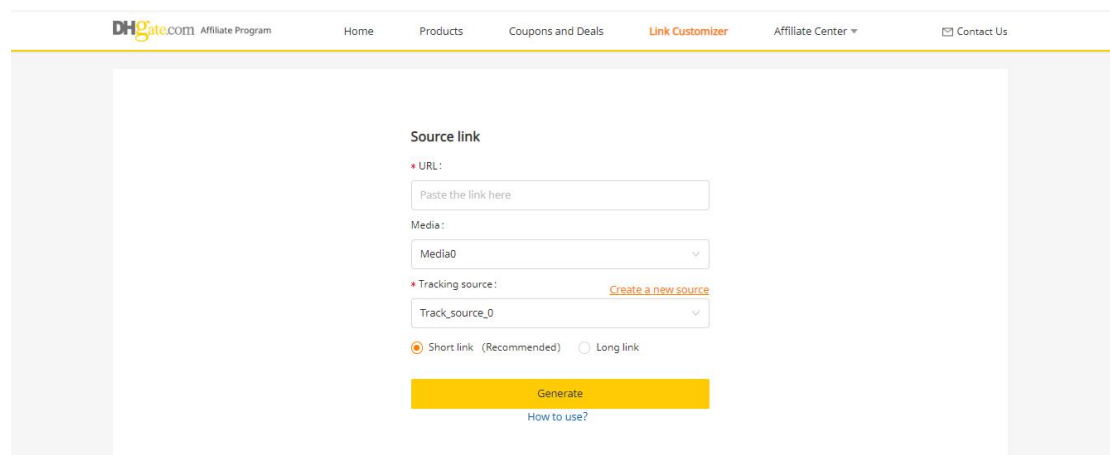 DHgate.com Affiliate Program Home Products Coupons and Deals Link Customizer Affiliate Center Contact Us
Source link
* URL:
Paste the link here
Media:
Media0
* Tracking source: Create a new source
Track_source_0
Short link (Recommended) Long link
Generate
How to use?